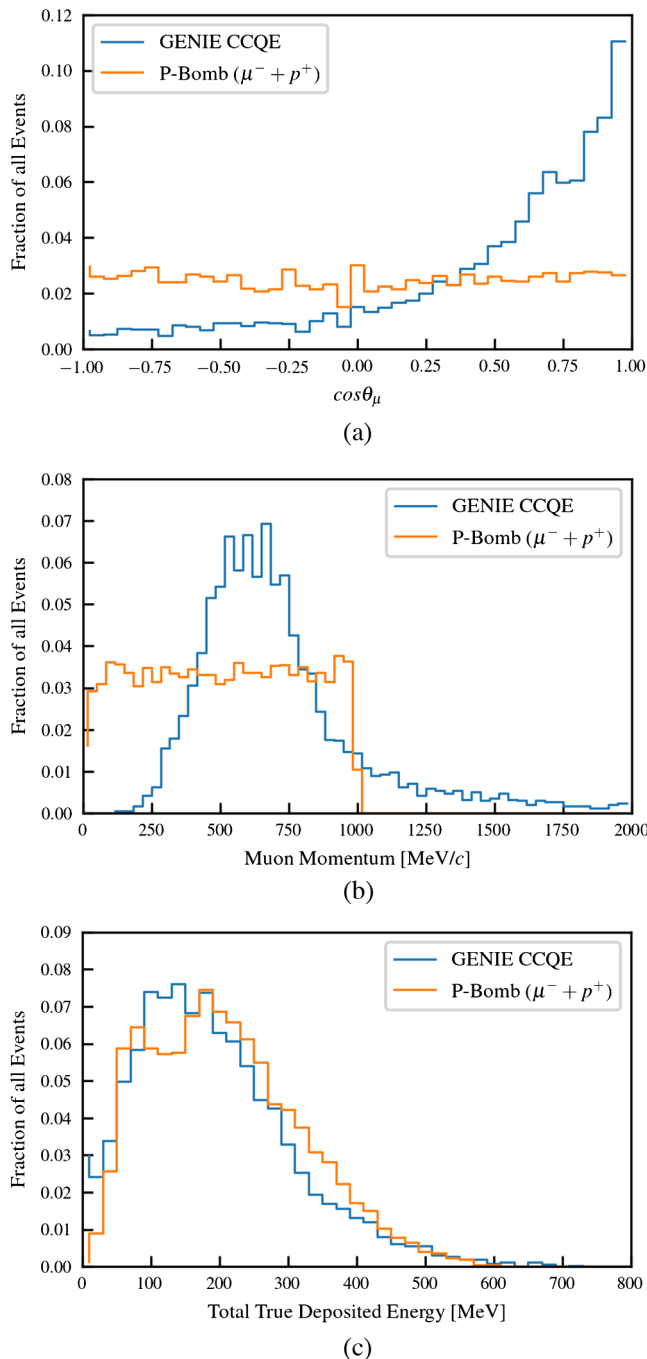 0.12
0.10
0.08
0.06
0.04
0.02
0.00
Fraction of all Events
GENIE CCQE
P-Bomb (μ⁻ + p⁺)
−1.00 −0.75 −0.50 −0.25 0.00 0.25 0.50 0.75 1.00
cosθμ
(a)
0.08
0.07
0.06
0.05
0.04
0.03
0.02
0.01
0.00
Fraction of all Events
GENIE CCQE
P-Bomb (μ⁻ + p⁺)
0 250 500 750 1000 1250 1500 1750 2000
Muon Momentum [MeV/c]
(b)
0.09
0.08
0.07
0.06
0.05
0.04
0.03
0.02
0.01
0.00
Fraction of all Events
GENIE CCQE
P-Bomb (μ⁻ + p⁺)
0 100 200 300 400 500 600 700 800
Total True Deposited Energy [MeV]
(c)